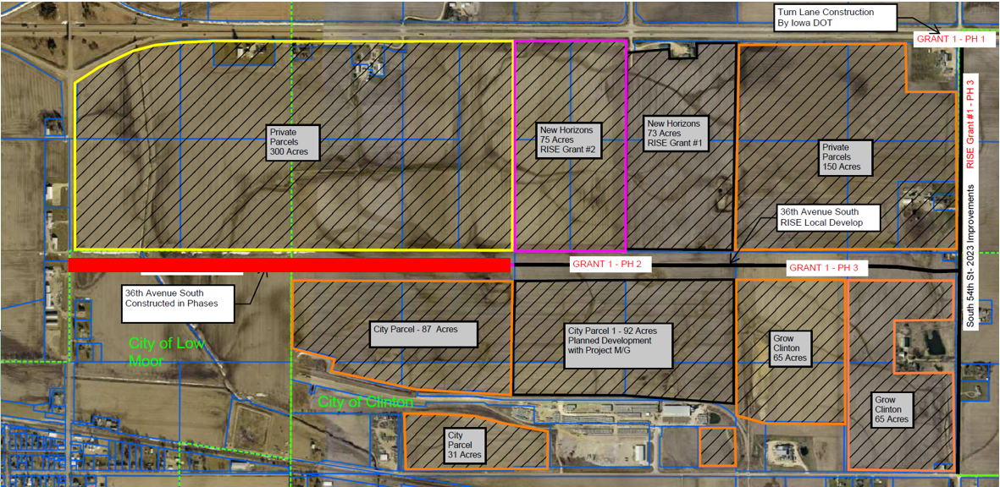 Turn Lane Construction
By Iowa DOT
GRANT 1 - PH 1
South 54th St- 2023 Improvements RISE Grant #1 - PH 3
Private
Parcels
300 Acres
New Horizons
75 Acres
RISE Grant #2
New Horizons
73 Acres
RISE Grant #1
Private
Parcels
150 Acres
36th Avenue South
RISE Local Develop
GRANT 1 - PH 2
GRANT 1 - PH 3
36th Avenue South
Constructed in Phases
City Parcel - 87 Acres
City Parcel 1 - 92 Acres
Planned Development
with Project M/G
Grow
Clinton
65 Acres
City of Low
Moor
City of Clinton
Grow
Clinton
65 Acres
City
Parcel
31 Acres